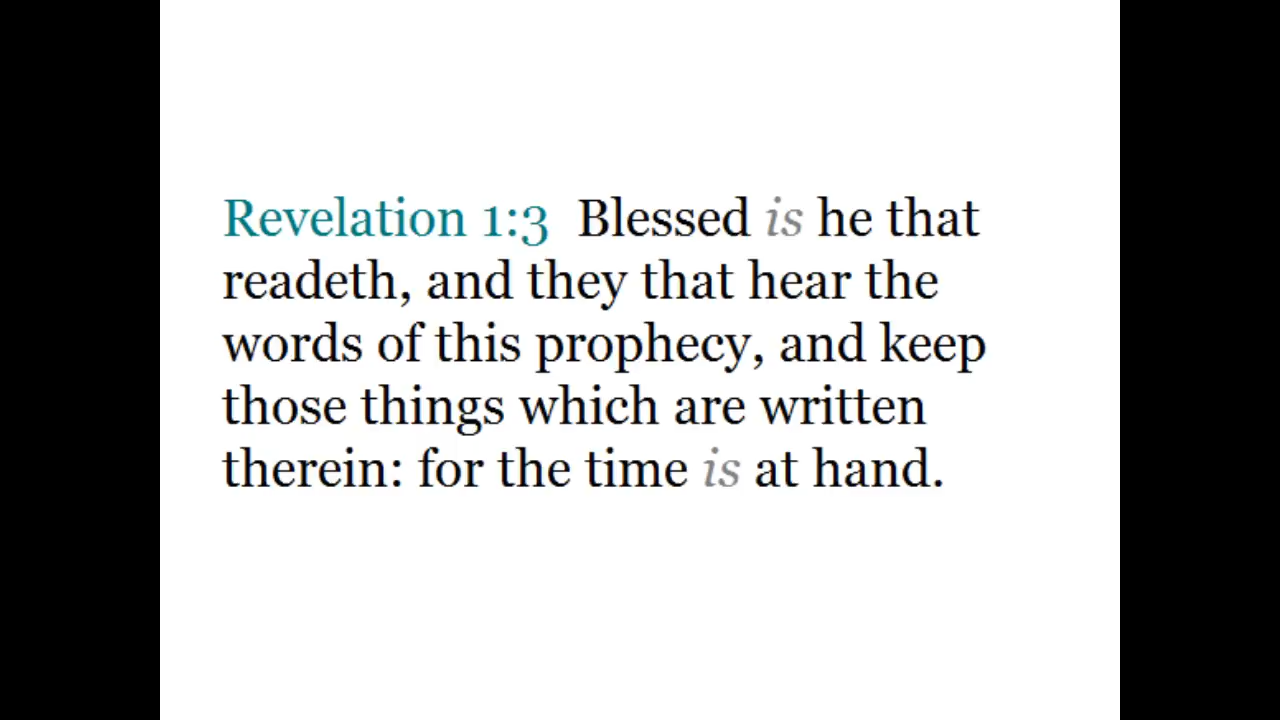 Revelation 1:3  Blessed is he that
readeth, and they that hear the
words of this prophecy, and keep
those things which are written
therein: for the time is at hand.